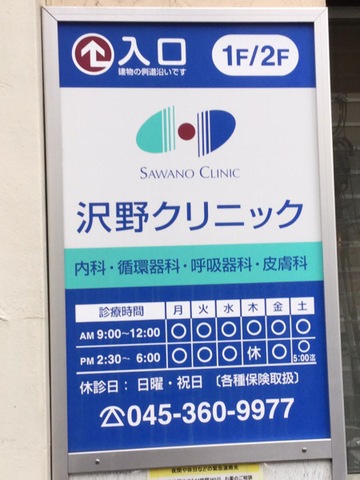 入口
建物の側道沿いです
1F/2F
SAWANO CLINIC
沢野クリニック
内科・循環器科・呼吸器科・皮膚科
診療時間 月 火 水 木 金 土
AM 9:00~12:00 ○ ○ ○ ○ ○ ○
PM 2:30~ 6:00 ○ ○ ○ 休 ○ ○ 5:00迄
休診日：日曜・祝日〔各種保険取扱〕
☎045-360-9977